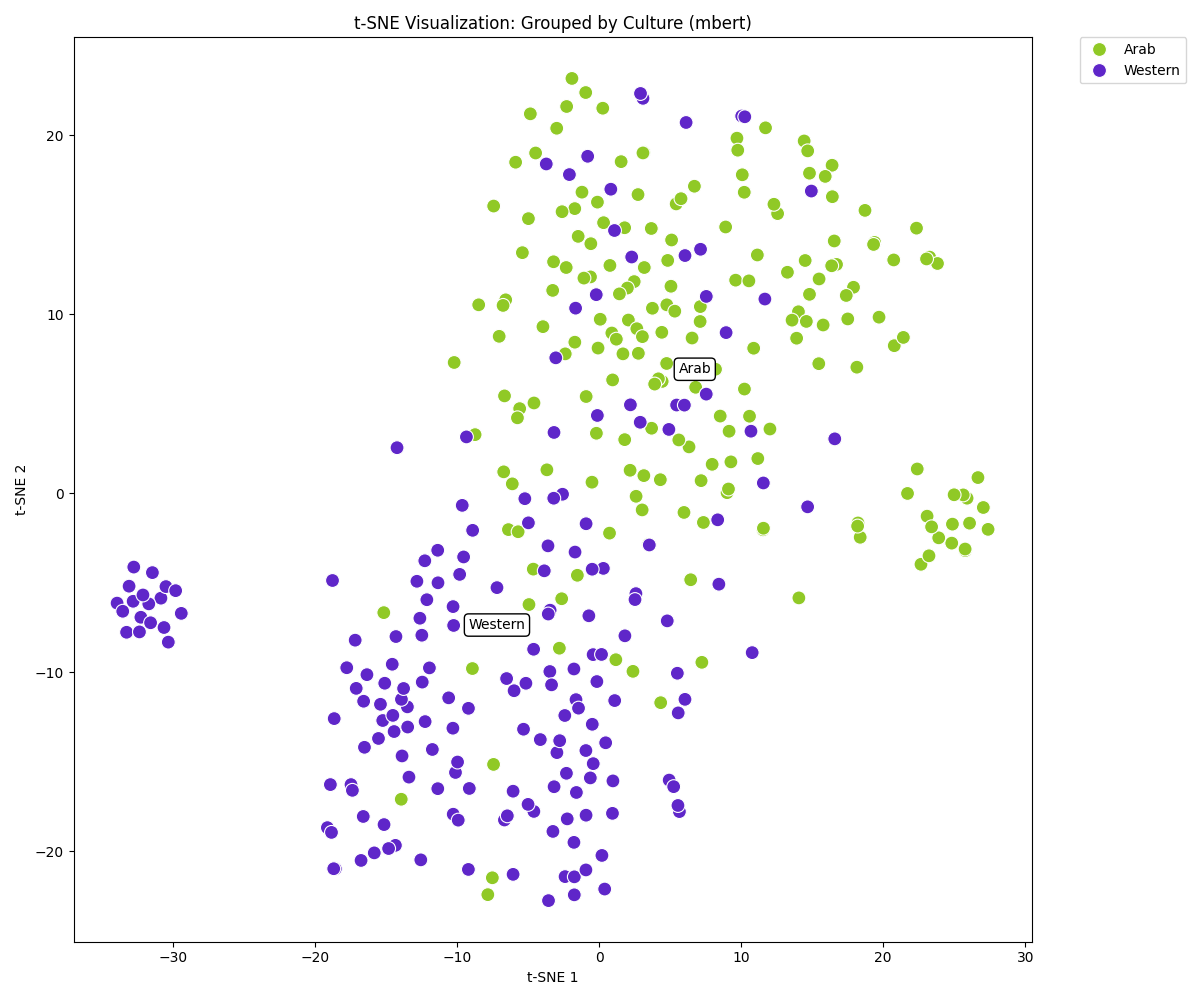 t-SNE Visualization: Grouped by Culture (mbert)
Arab
Western
20
10
0
−10
−20
t-SNE 2
Arab
Western
−30
−20
−10
0
10
20
30
t-SNE 1